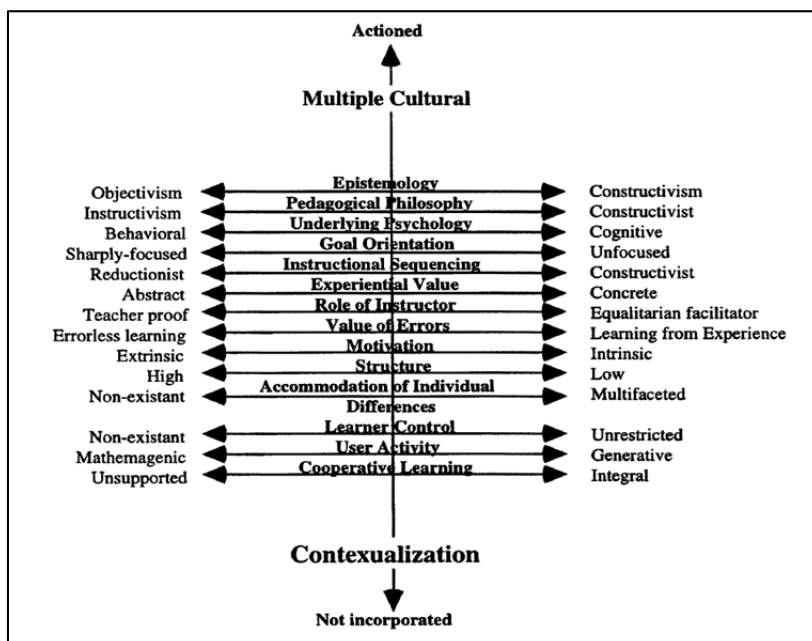 Actioned
Multiple Cultural
Objectivism Epistemology Constructivism
Instructivism Pedagogical Philosophy Constructivist
Behavioral Underlying Psychology Cognitive
Sharply-focused Goal Orientation Unfocused
Reductionist Instructional Sequencing Constructivist
Abstract Experiential Value Concrete
Teacher proof Role of Instructor Equalitarian facilitator
Errorless learning Value of Errors Learning from Experience
Extrinsic Motivation Intrinsic
High Structure Low
Non-existant Accommodation of Individual Multifaceted
Differences
Non-existant Learner Control Unrestricted
Mathemagenic User Activity Generative
Unsupported Cooperative Learning Integral
Contexualization
Not incorporated